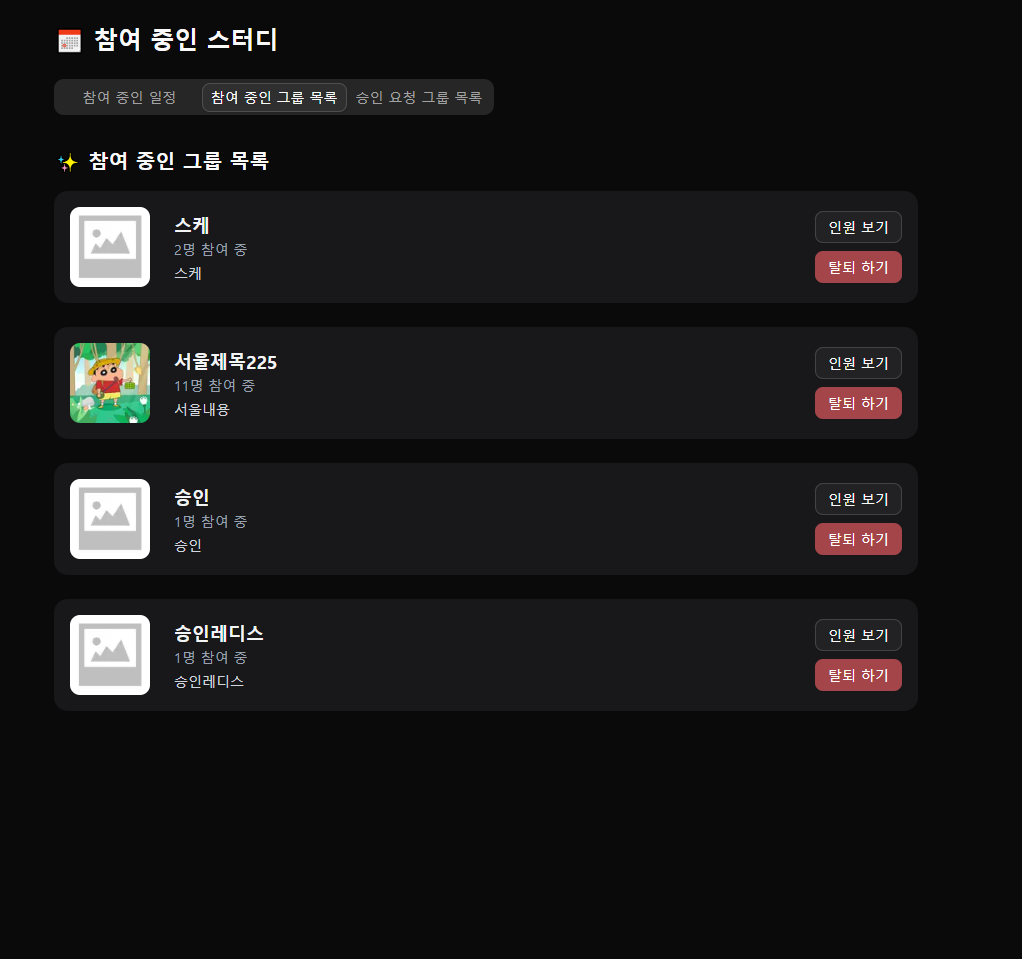 참여 중인 스터디
참여 중인 일정 참여 중인 그룹 목록 승인 요청 그룹 목록
참여 중인 그룹 목록
스케
2명 참여 중
스케
인원 보기
탈퇴 하기
서울제목225
11명 참여 중
서울내용
인원 보기
탈퇴 하기
승인
1명 참여 중
승인
인원 보기
탈퇴 하기
승인레디스
1명 참여 중
승인레디스
인원 보기
탈퇴 하기